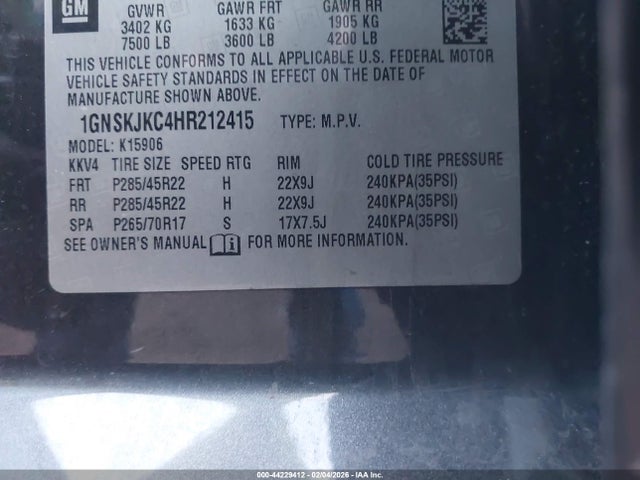 GM
GVWR GAWR FRT GAWR RR
3402 KG 1633 KG 1905 KG
7500 LB 3600 LB 4200 LB
THIS VEHICLE CONFORMS TO ALL APPLICABLE U.S. FEDERAL MOTOR
VEHICLE SAFETY STANDARDS IN EFFECT ON THE DATE OF
MANUFACTURE SHOWN ABOVE.
1GNSKJKC4HR212415 TYPE: M.P.V.
MODEL: K15906
KKV4 TIRE SIZE SPEED RTG RIM COLD TIRE PRESSURE
FRT P285/45R22 H 22X9J 240KPA(35PSI)
RR P285/45R22 H 22X9J 240KPA(35PSI)
SPA P265/70R17 S 17X7.5J 240KPA(35PSI)
SEE OWNER'S MANUAL FOR MORE INFORMATION.
000-44229412 - 02/04/2026 - IAAI.com